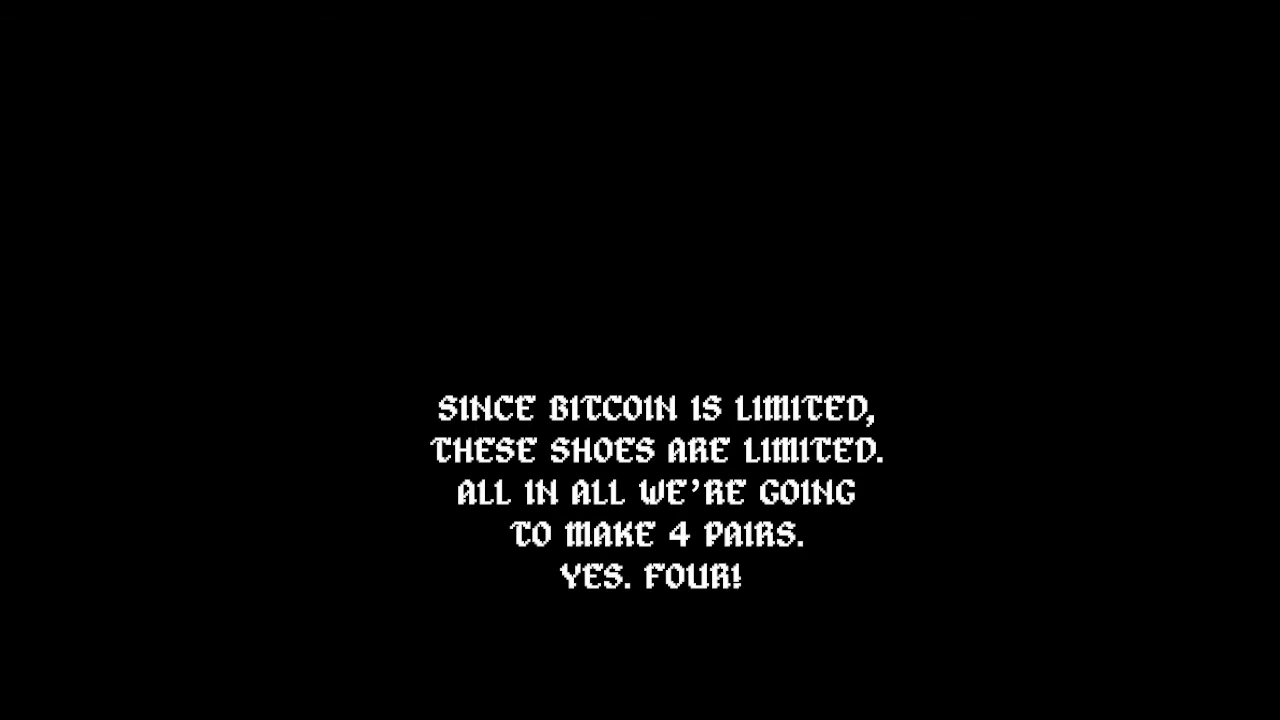 SINCE BITCOIN IS LIMITED,
THESE SHOES ARE LIMITED.
ALL IN ALL WE'RE GOING
TO MAKE 4 PAIRS.
YES. FOUR!